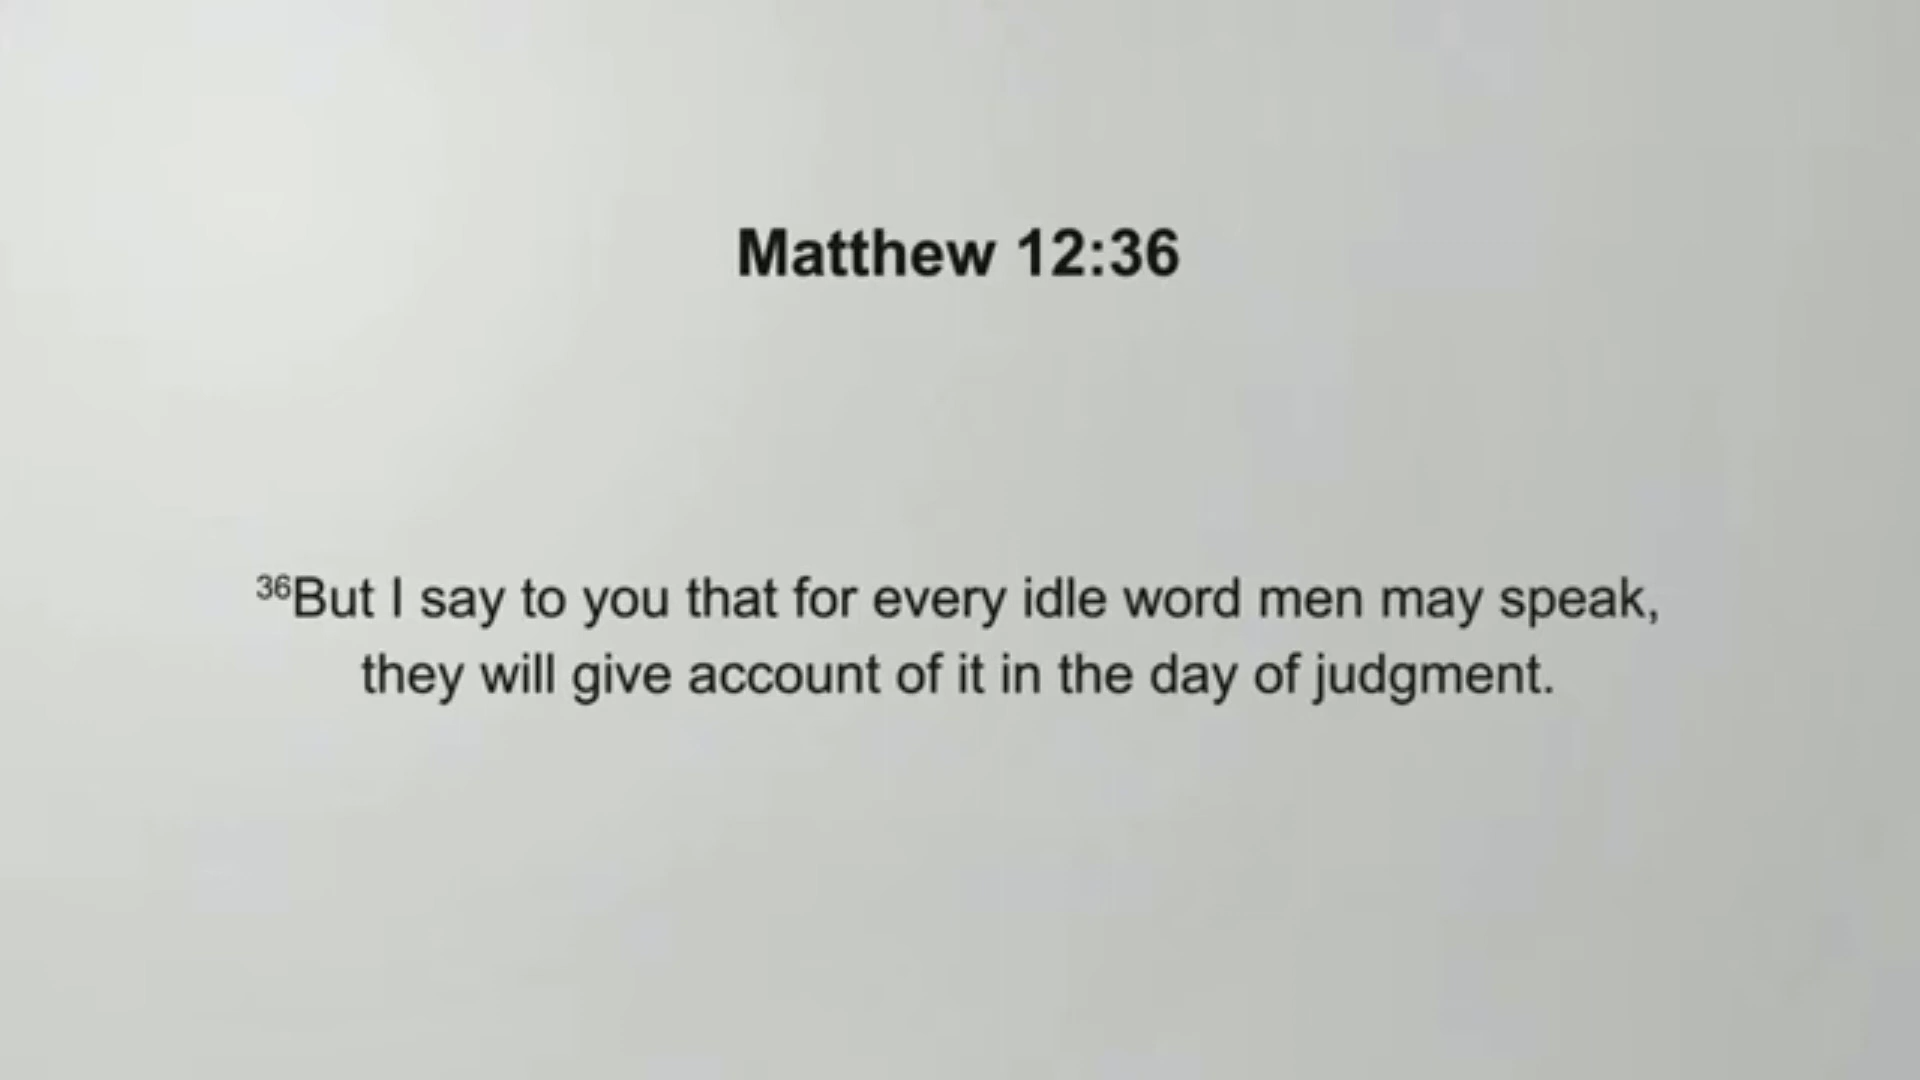 Matthew 12:36
³⁶But I say to you that for every idle word men may speak,
they will give account of it in the day of judgment.